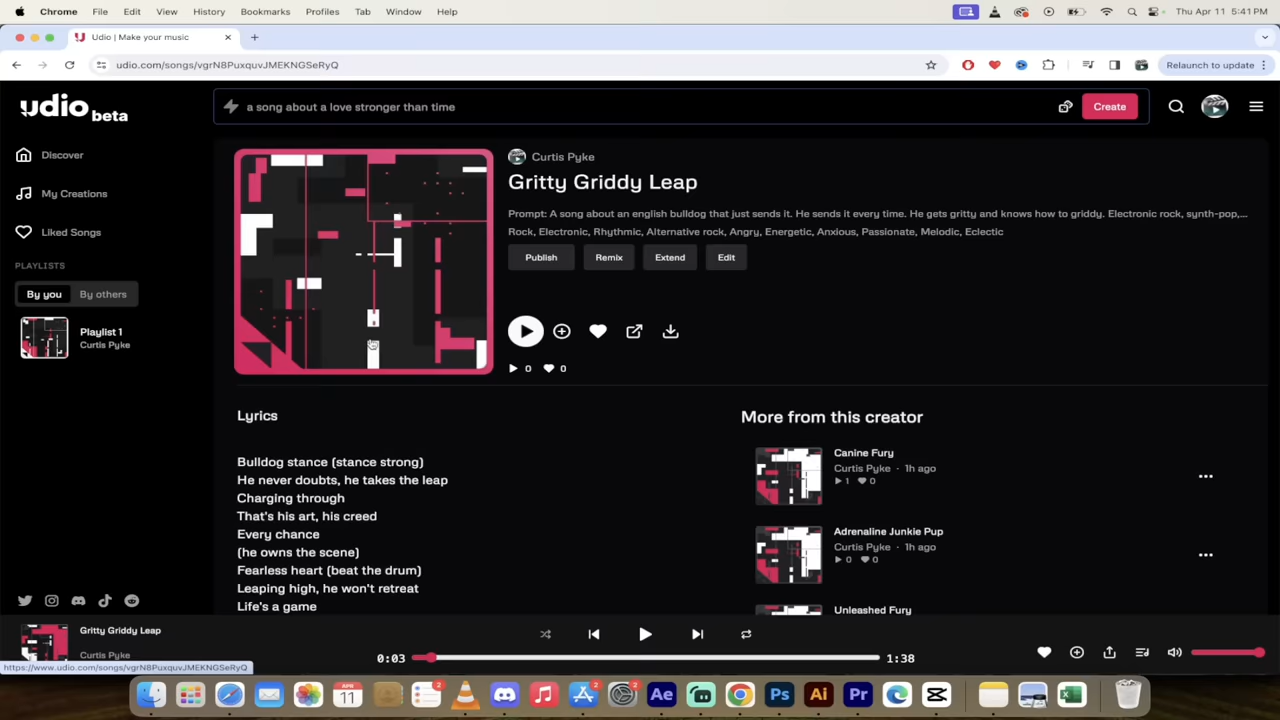 Chrome File Edit View History Bookmarks Profiles Tab Window Help Thu Apr 11 5:41 PM
Udio | Make your music
udio.com/songs/vgrN8PuxquvJMEKNGSeRyQ Relaunch to update
udio beta
a song about a love stronger than time Create
Discover
My Creations
Liked Songs
PLAYLISTS
By you By others
Playlist 1
Curtis Pyke
Curtis Pyke
Gritty Griddy Leap
Prompt: A song about an english bulldog that just sends it. He sends it every time. He gets gritty and knows how to griddy. Electronic rock, synth-pop,...
Rock, Electronic, Rhythmic, Alternative rock, Angry, Energetic, Anxious, Passionate, Melodic, Eclectic
Publish Remix Extend Edit
0 0
Lyrics
Bulldog stance (stance strong)
He never doubts, he takes the leap
Charging through
That's his art, his creed
Every chance
(he owns the scene)
Fearless heart (beat the drum)
Leaping high, he won't retreat
Life's a game
More from this creator
Canine Fury
Curtis Pyke · 1h ago
1 0
Adrenaline Junkie Pup
Curtis Pyke · 1h ago
0 0
Unleashed Fury
Gritty Griddy Leap
Curtis Pyke
0:03 1:38
https://www.udio.com/songs/vgrN8PuxquvJMEKNGSeRyQ
APR
11
2
2
2
Ae
Ps
Ai
Pr